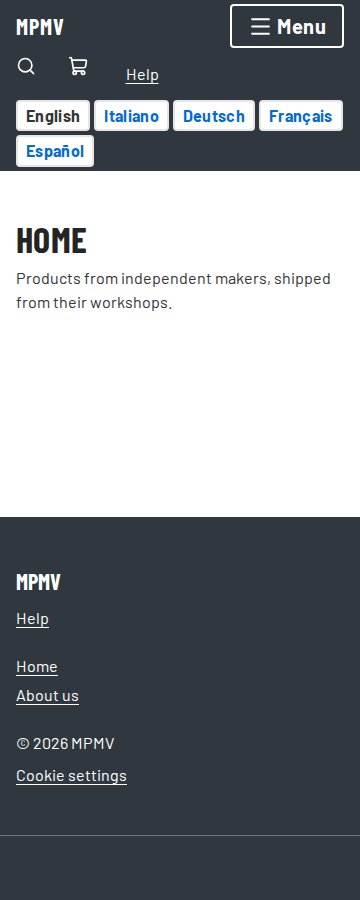 MPMV
Menu
Help
English Italiano Deutsch Français
Español
HOME
Products from independent makers, shipped
from their workshops.
MPMV
Help
Home
About us
© 2026 MPMV
Cookie settings